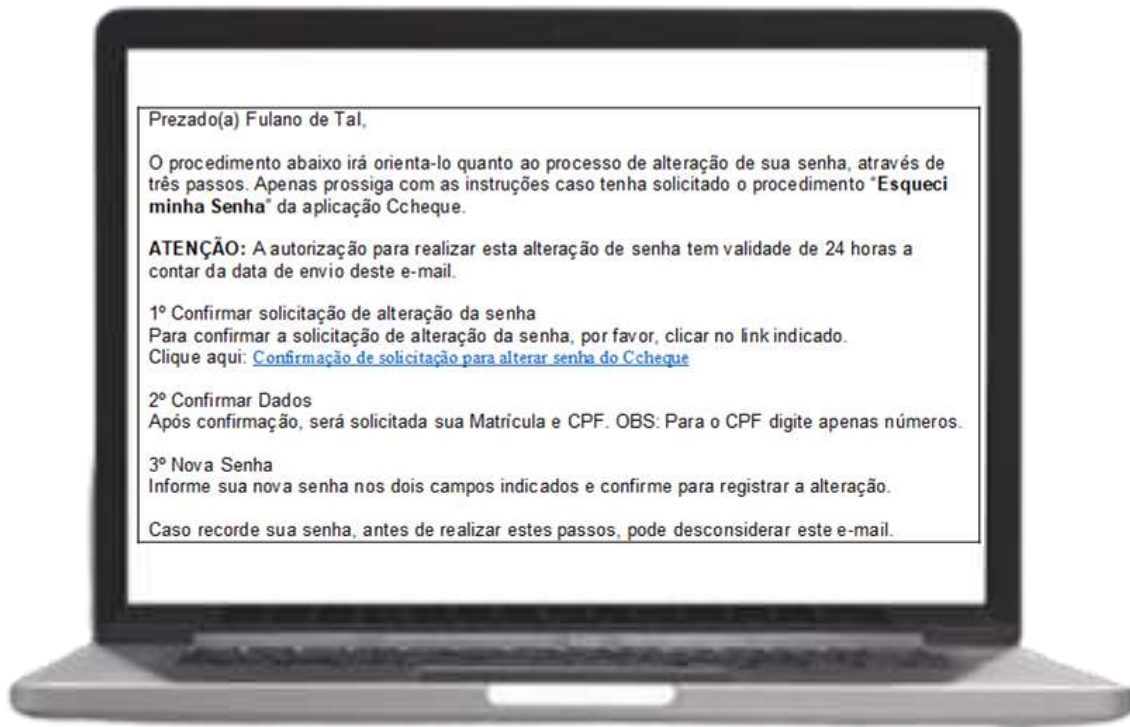 Prezado(a) Fulano de Tal,
O procedimento abaixo irá orienta-lo quanto ao processo de alteração de sua senha, através de
três passos. Apenas prossiga com as instruções caso tenha solicitado o procedimento "Esqueci
minha Senha" da aplicação Ccheque.
ATENÇÃO: A autorização para realizar esta alteração de senha tem validade de 24 horas a
contar da data de envio deste e-mail.
1º Confirmar solicitação de alteração da senha
Para confirmar a solicitação de alteração da senha, por favor, clicar no link indicado.
Clique aqui: Confirmação de solicitação para alterar senha do Ccheque
2º Confirmar Dados
Após confirmação, será solicitada sua Matrícula e CPF. OBS: Para o CPF digite apenas números.
3º Nova Senha
Informe sua nova senha nos dois campos indicados e confirme para registrar a alteração.
Caso recorde sua senha, antes de realizar estes passos, pode desconsiderar este e-mail.